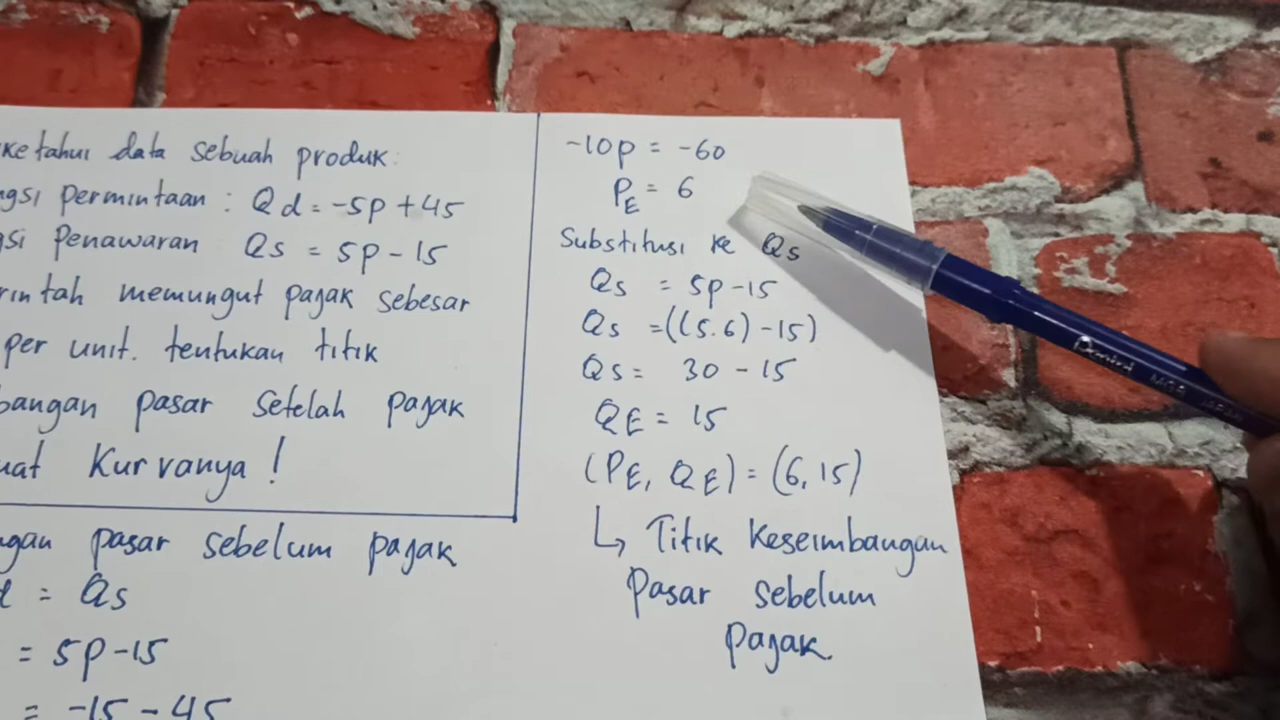 ketahui data sebuah produk:
ngsi permintaan : Qd = -5p + 45
gsi penawaran Qs = 5p - 15
rintah memungut pajak sebesar
per unit. tentukan titik
bangan pasar setelah pajak
uat kurvanya !
ngan pasar sebelum pajak
= Qs
= 5p - 15
= -15 - 45
-10p = -60
PE = 6
Substitusi ke Qs
Qs = 5p - 15
Qs = ((5.6) - 15)
Qs = 30 - 15
QE = 15
(PE, QE) = (6, 15)
↳ Titik Keseimbangan
Pasar sebelum
pajak